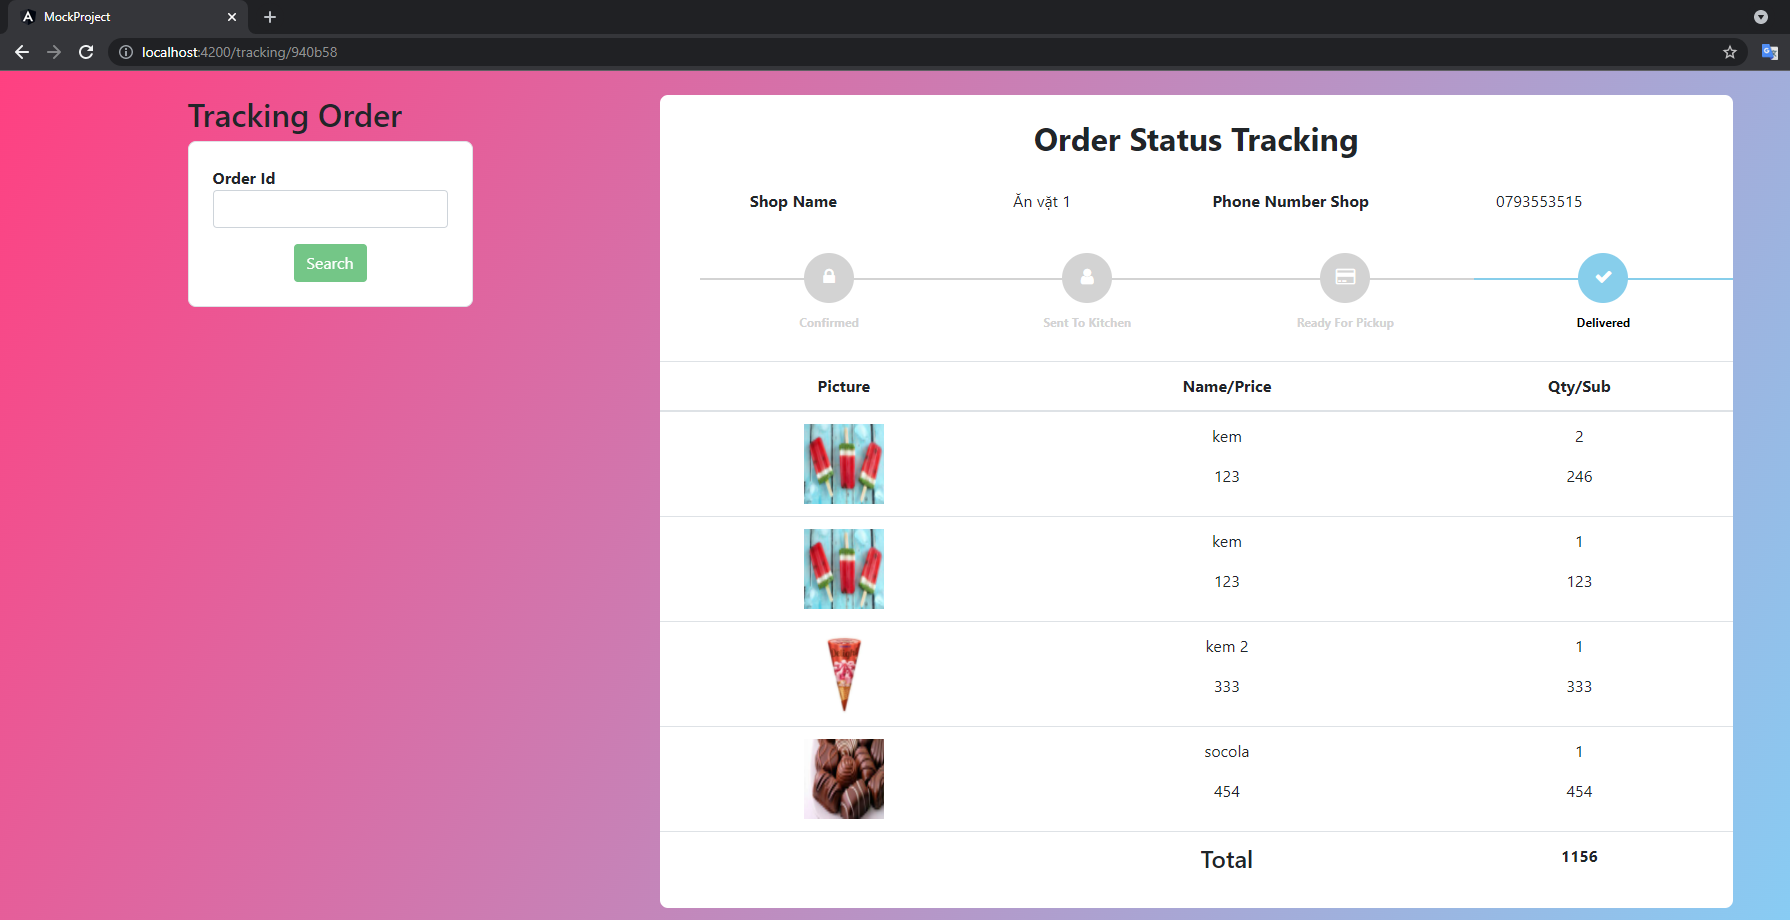 MockProject
localhost:4200/tracking/940b58
Tracking Order
Order Id
Search
Order Status Tracking
Shop Name Ăn vặt 1 Phone Number Shop 0793553515
Confirmed Sent To Kitchen Ready For Pickup Delivered
Picture Name/Price Qty/Sub
kem 2
123 246
kem 1
123 123
kem 2 1
333 333
socola 1
454 454
Total 1156